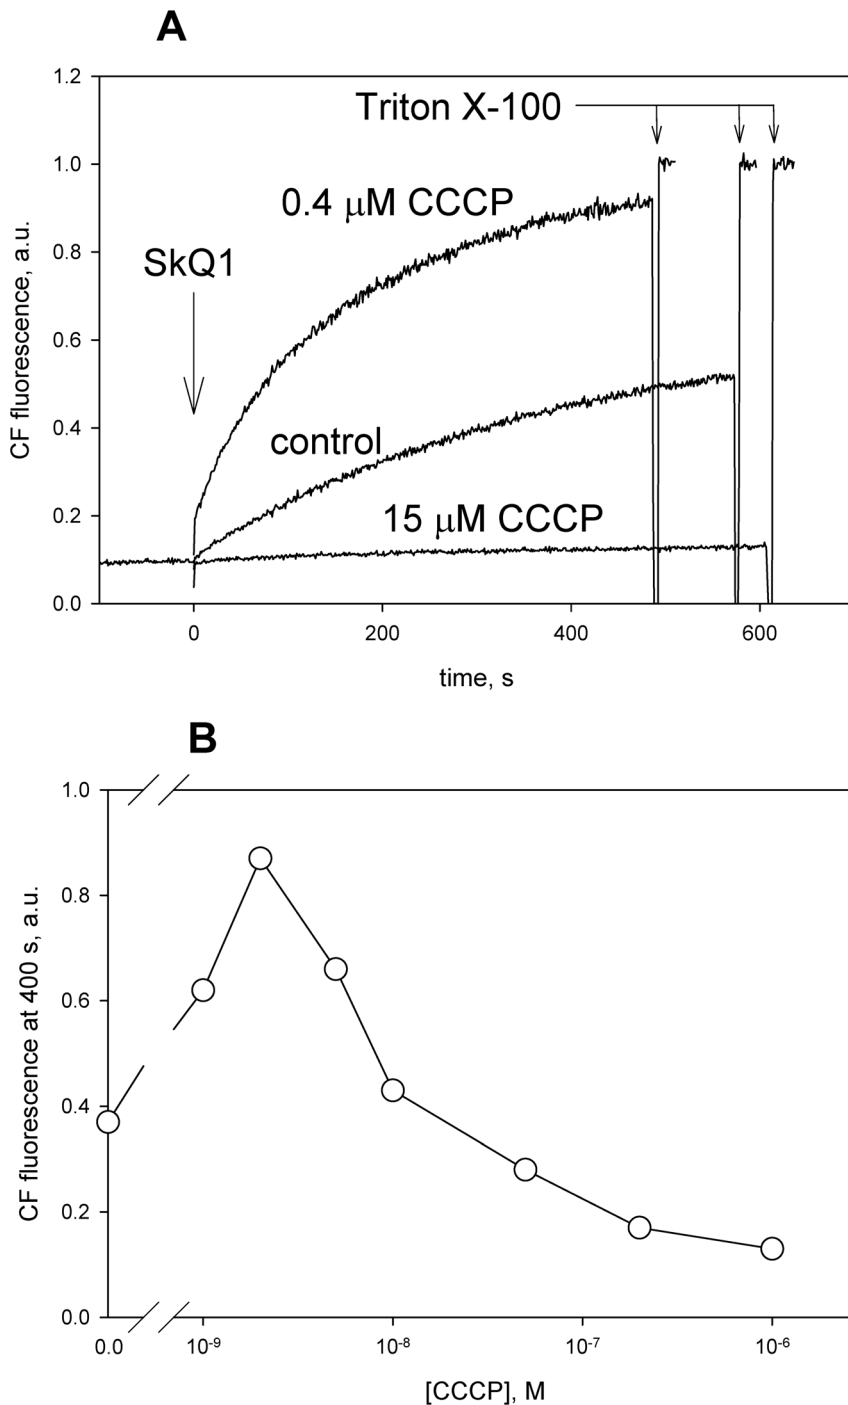 A
1.2
1.0
0.8
0.6
0.4
0.2
0.0
CF fluorescence, a.u.
Triton X-100
0.4 μM CCCP
SkQ1
control
15 μM CCCP
0
200
400
600
time, s
B
1.0
0.8
0.6
0.4
0.2
0.0
CF fluorescence at 400 s, a.u.
0.0
10-9
10-8
10-7
10-6
[CCCP], M